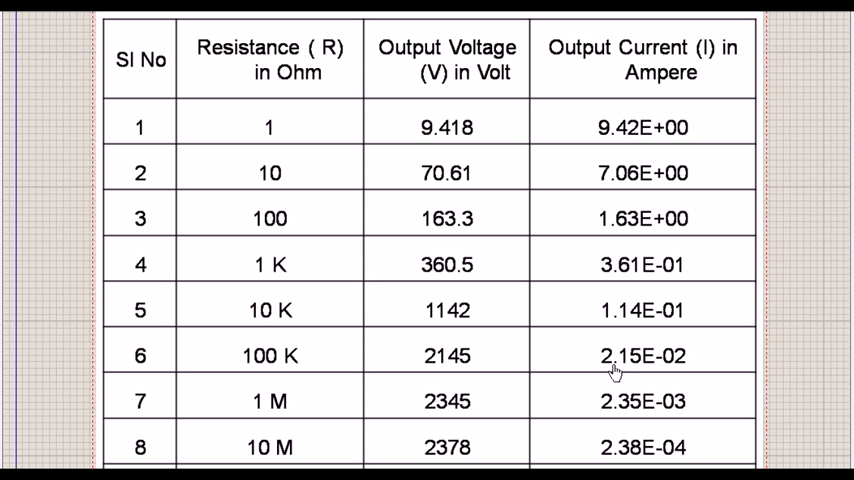 Sl No Resistance ( R) in Ohm Output Voltage (V) in Volt Output Current (I) in Ampere
1 1 9.418 9.42E+00
2 10 70.61 7.06E+00
3 100 163.3 1.63E+00
4 1 K 360.5 3.61E-01
5 10 K 1142 1.14E-01
6 100 K 2145 2.15E-02
7 1 M 2345 2.35E-03
8 10 M 2378 2.38E-04